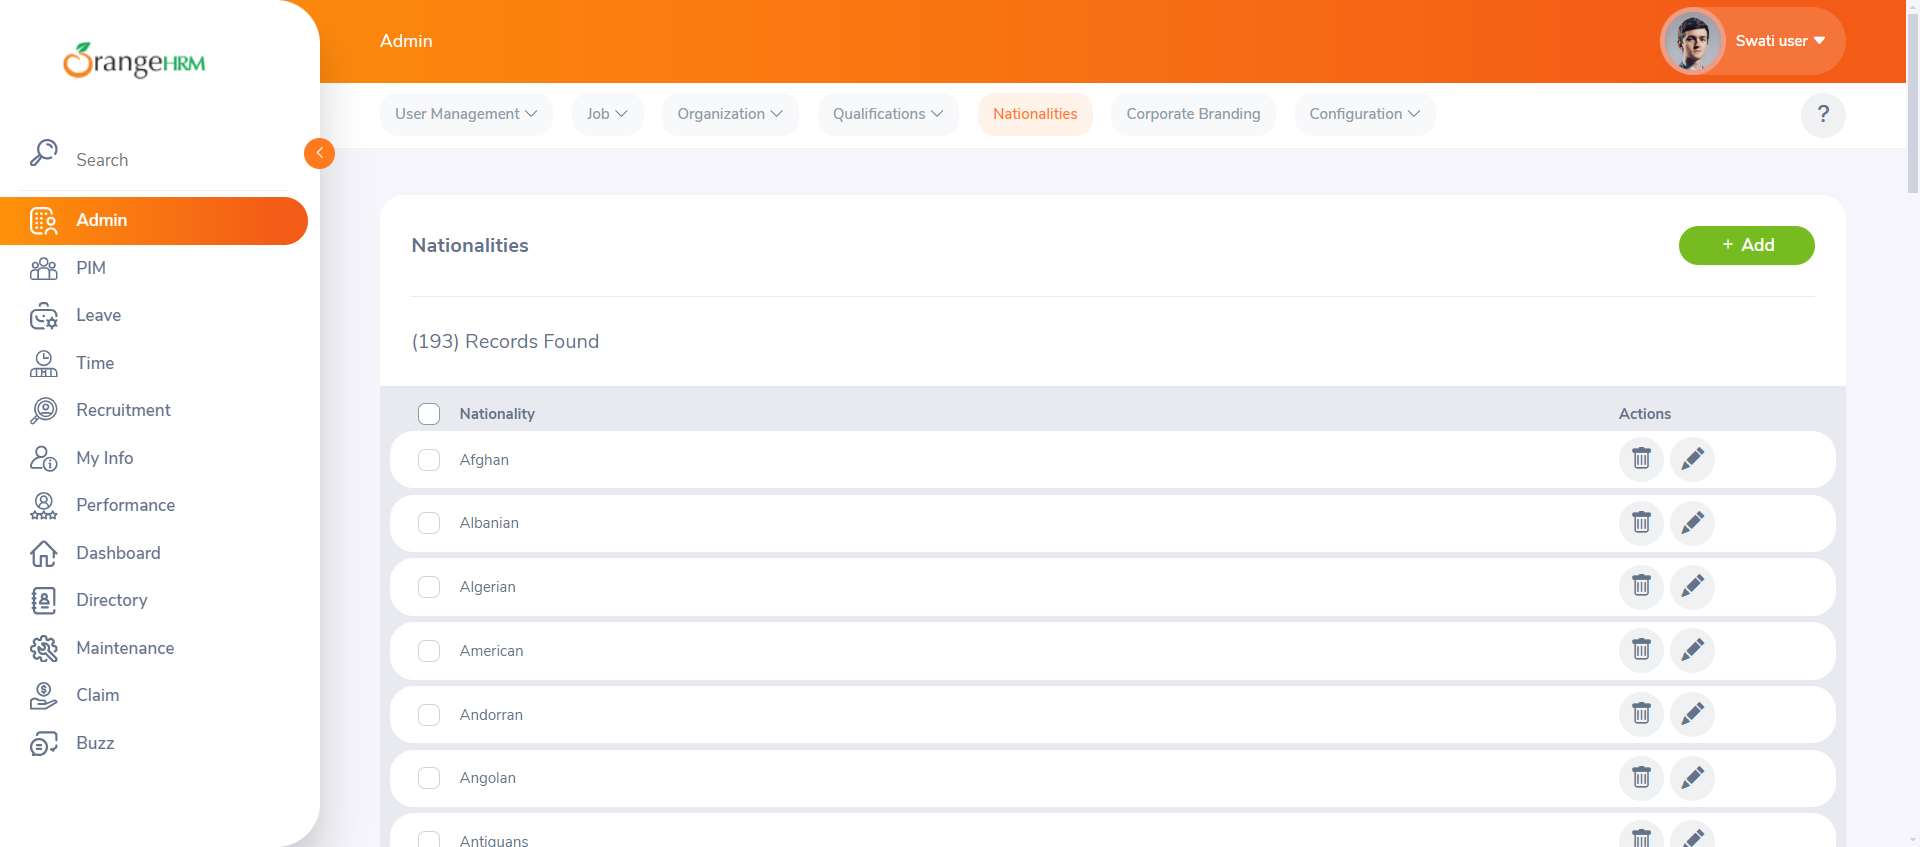 OrangeHRM
Admin
Swati user
User Management
Job
Organization
Qualifications
Nationalities
Corporate Branding
Configuration
?
Search
Admin
PIM
Leave
Time
Recruitment
My Info
Performance
Dashboard
Directory
Maintenance
Claim
Buzz
Nationalities
+ Add
(193) Records Found
Nationality
Actions
Afghan
Albanian
Algerian
American
Andorran
Angolan
Antiguans